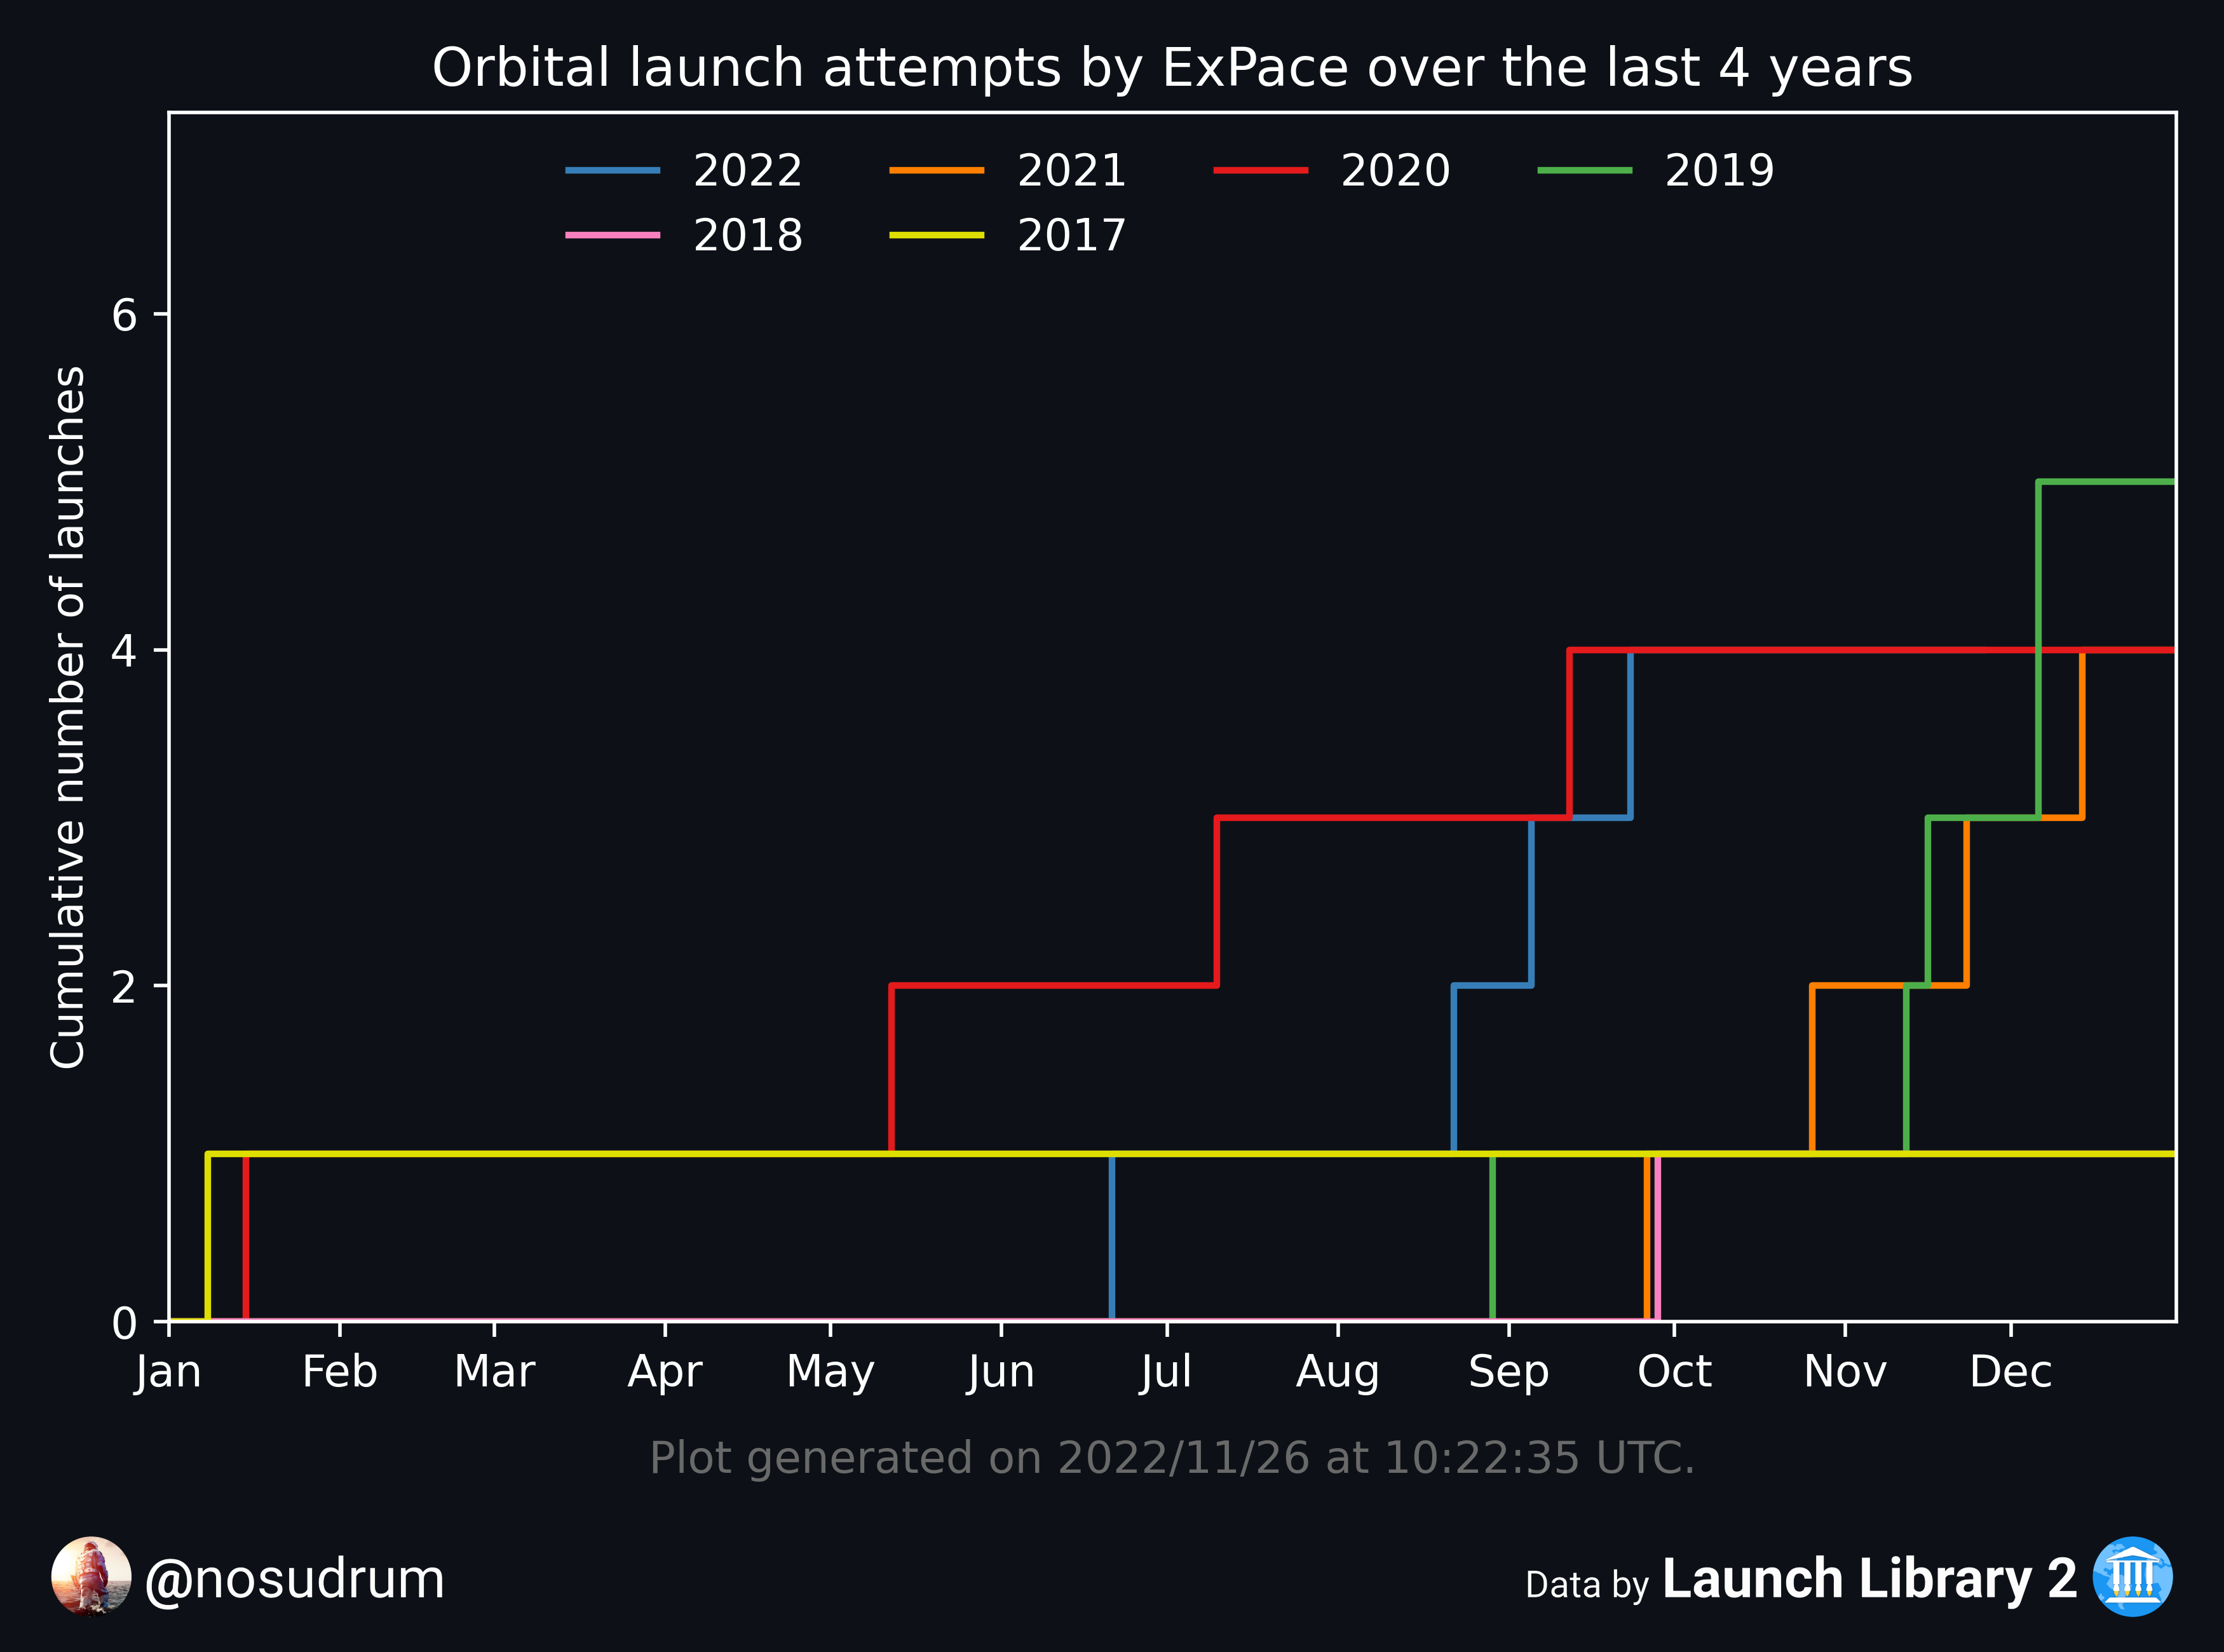 Orbital launch attempts by ExPace over the last 4 years
2022 2021 2020 2019
2018 2017
Cumulative number of launches
6
4
2
0
Jan Feb Mar Apr May Jun Jul Aug Sep Oct Nov Dec
Plot generated on 2022/11/26 at 10:22:35 UTC.
@nosudrum
Data by Launch Library 2